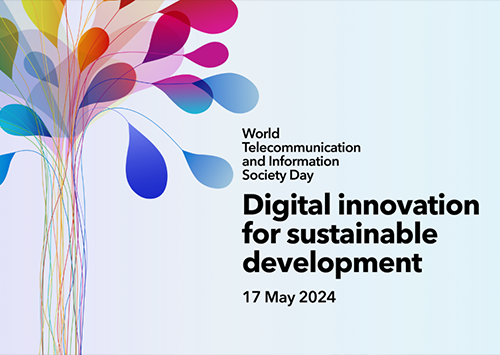 World
Telecommunication
and Information
Society Day
Digital innovation
for sustainable
development
17 May 2024